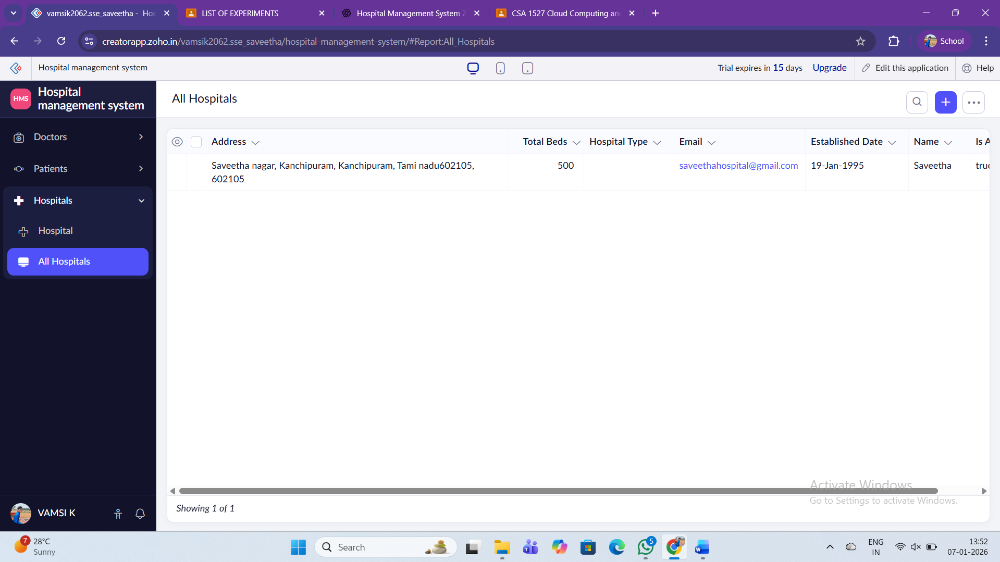 vamsik2062.sse_saveetha - Hos
LIST OF EXPERIMENTS
Hospital Management System Z
CSA 1527 Cloud Computing an
creatorapp.zoho.in/vamsik2062.sse_saveetha/hospital-management-system/#Report:All_Hospitals
School
Hospital management system
Trial expires in 15 days
Upgrade
Edit this application
Help
HMS
Hospital
management system
All Hospitals
Doctors
Patients
Hospitals
Hospital
All Hospitals
Address
Total Beds
Hospital Type
Email
Established Date
Name
Is A
Saveetha nagar, Kanchipuram, Kanchipuram, Tami nadu602105,
602105
500
saveethahospital@gmail.com
19-Jan-1995
Saveetha
true
Activate Windows
Go to Settings to activate Windows.
Showing 1 of 1
VAMSI K
7
28°C
Sunny
Search
5
ENG
IN
13:52
07-01-2026